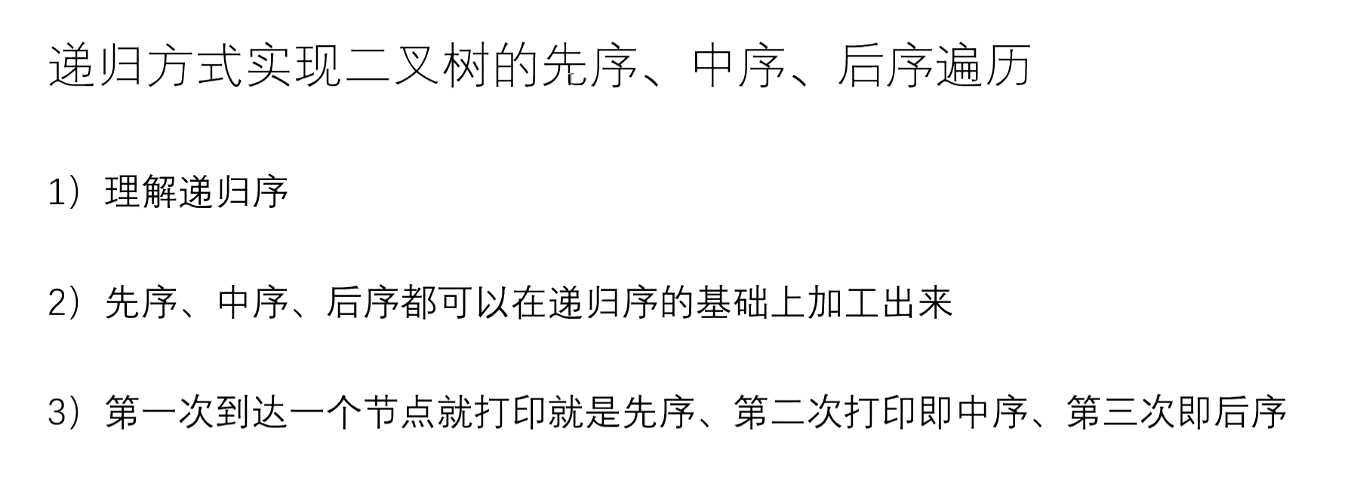 递归方式实现二叉树的先序、中序、后序遍历
1）理解递归序
2）先序、中序、后序都可以在递归序的基础上加工出来
3）第一次到达一个节点就打印就是先序、第二次打印即中序、第三次即后序